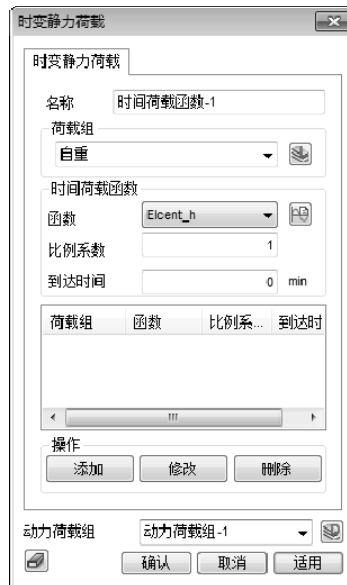 时变静力荷载
时变静力荷载
名称 时间荷载函数-1
荷载组
自重
时间荷载函数
函数 Elcent_h
比例系数 1
到达时间 0 min
荷载组 函数 比例系... 到达时
操作
添加 修改 删除
动力荷载组 动力荷载组-1
确认 取消 适用